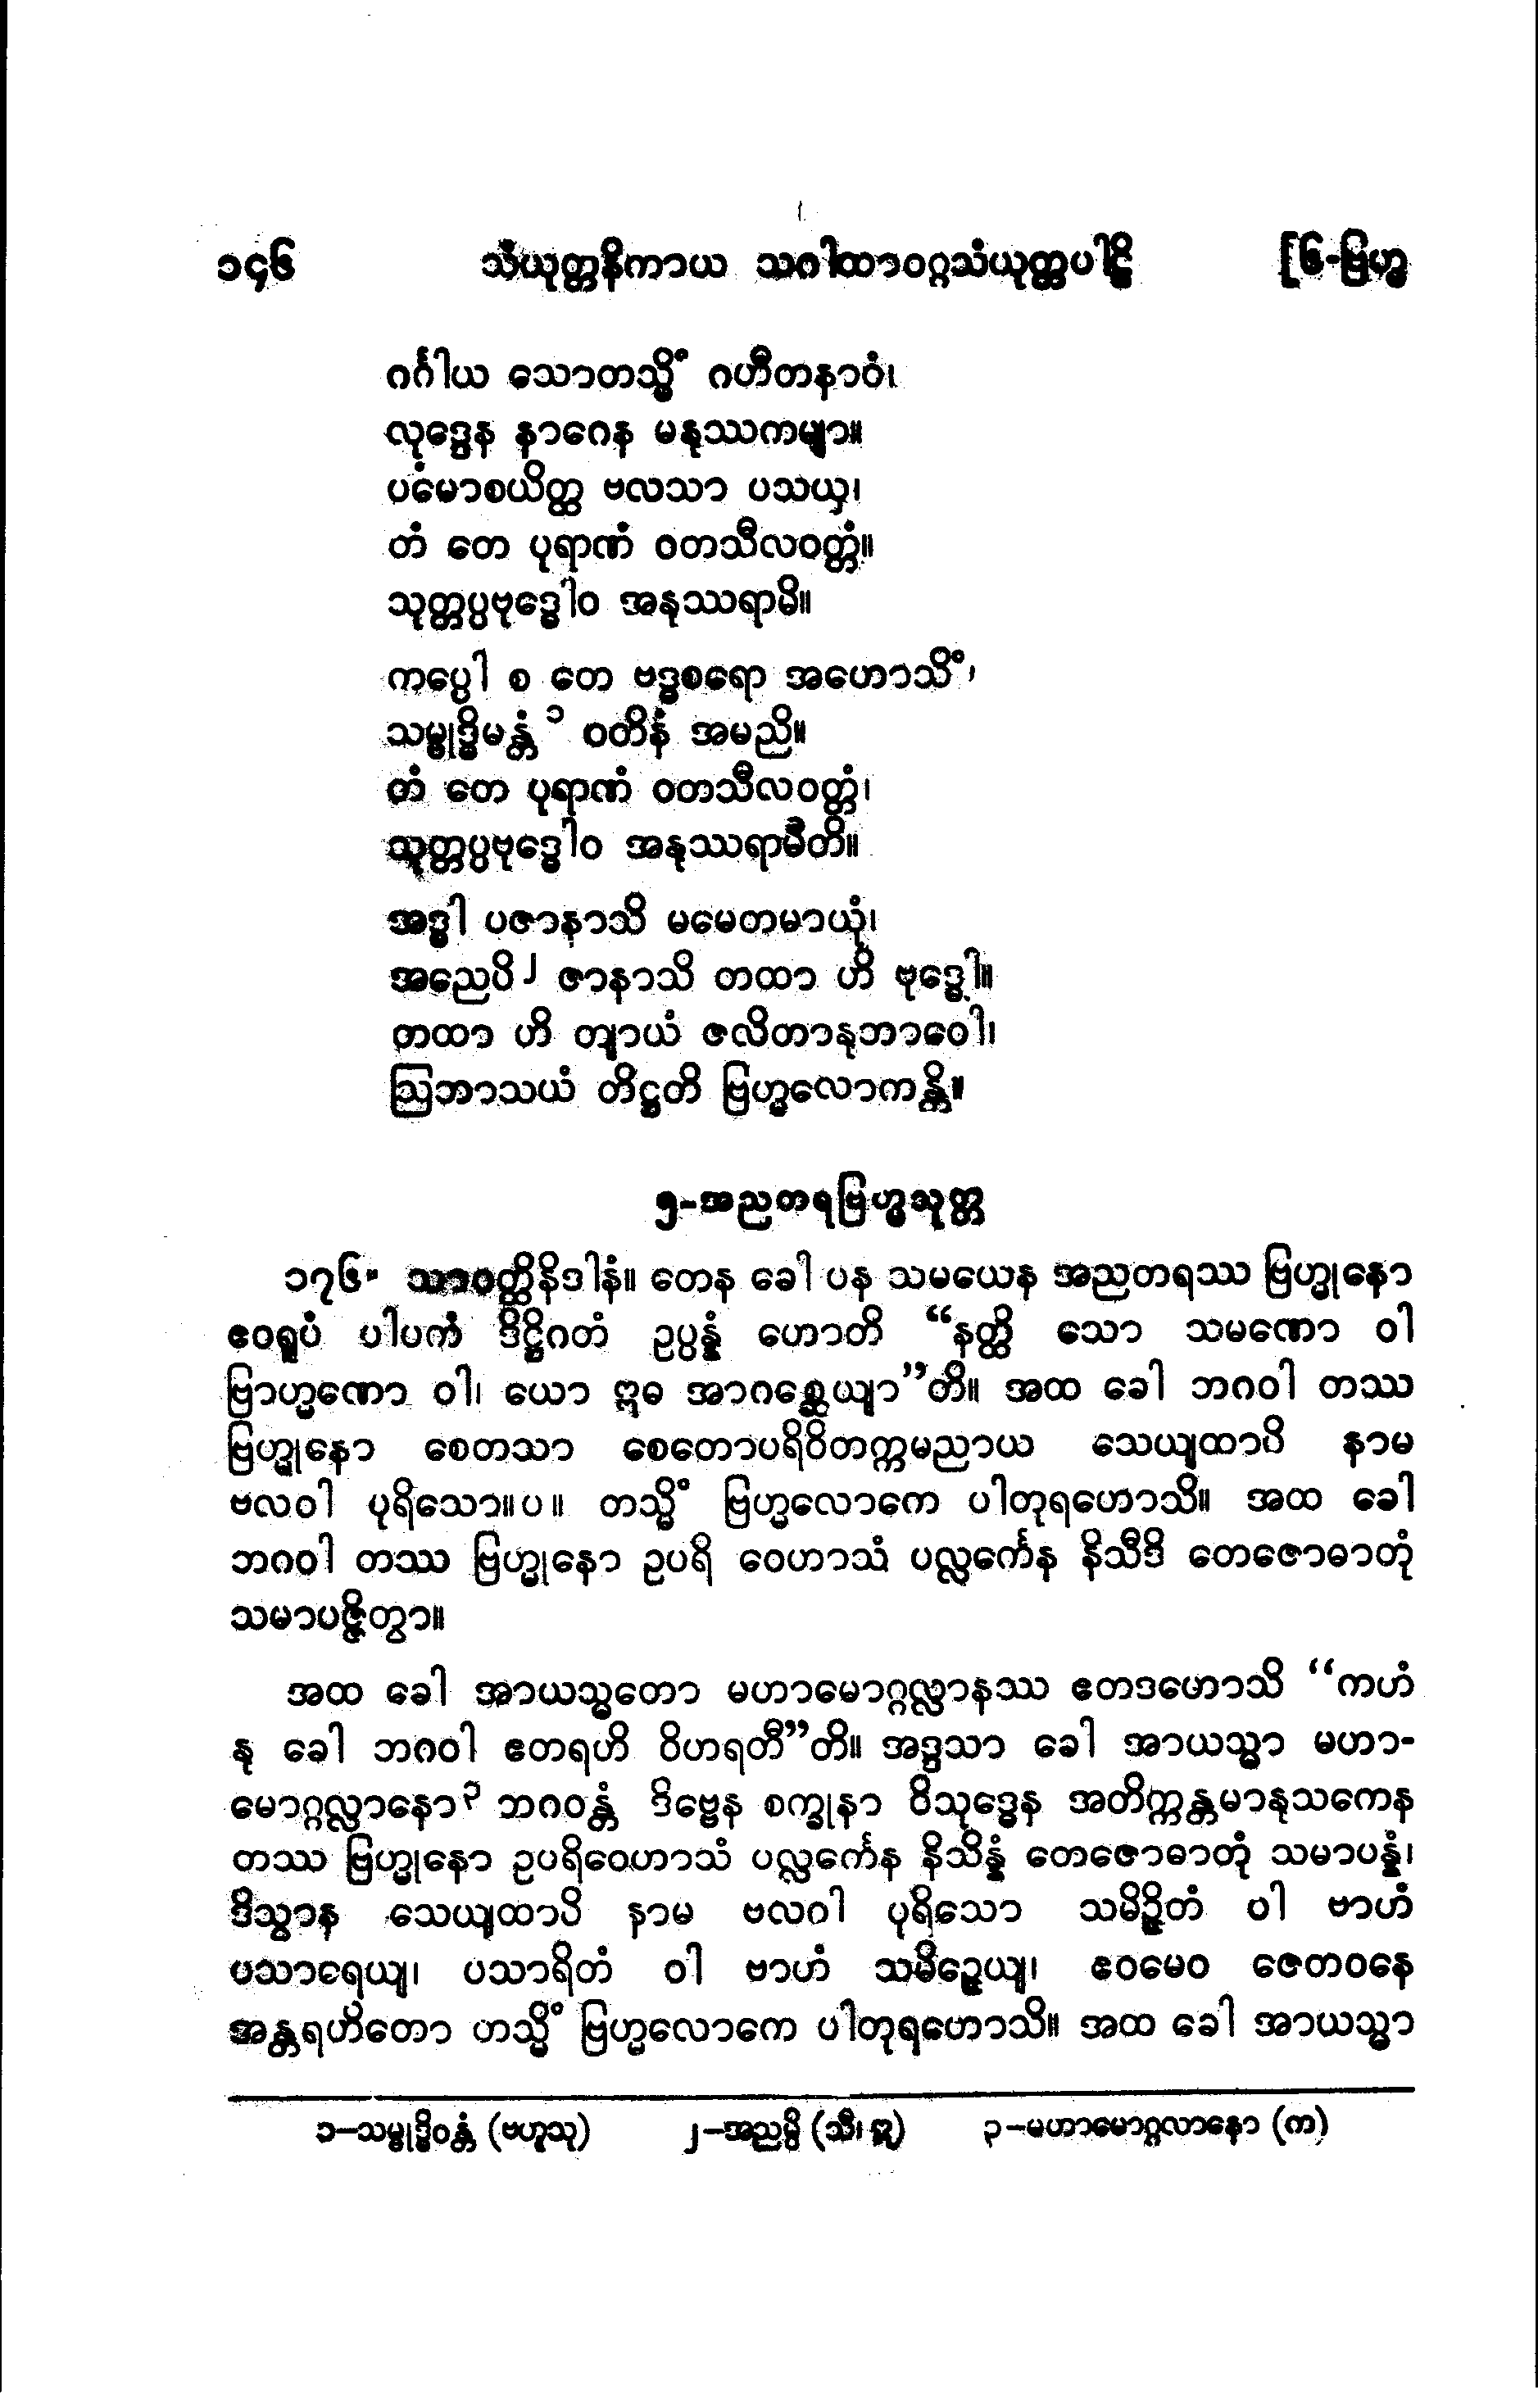 ၁၄၆ သံယုတ္တနိကာယ သဂါထာဝဂ္ဂသံယုတ္တပါဠိ [၆-ဗြဟ္မ
ဂင်္ဂါယ သောတသ္မိံ ဂဟီတနာဝံ၊
လုဒ္ဒေန နာဂေန မနုဿကမျာ။
ပမောစယိတ္ထ ဗလသာ ပသယှ၊
တံ တေ ပုရာဏံ ဝတသီလဝတ္တံ။
သုတ္တပ္ပဗုဒ္ဓေါဝ အနုဿရာမိ။
ကပ္ပေါ စ တေ ဗဒ္ဓစရော အဟောသိံ၊
သမ္ဗုဒ္ဓိမန္တံ ၁ ဝတိနံ အမညိ။
တံ တေ ပုရာဏံ ဝတသီလဝတ္တံ၊
သုတ္တပ္ပဗုဒ္ဓေါဝ အနုဿရာမီတိ။
အဒ္ဓါ ပဇာနာသိ မမေတမာယုံ၊
အညေပိ၂ ဇာနာသိ တထာ ဟိ ဗုဒ္ဓေါ။
တထာ ဟိ တျာယံ ဇလိတာနုဘာဝေါ၊
ဩဘာသယံ တိဋ္ဌတိ ဗြဟ္မလောကန္တိ။
၅-အညတရဗြဟ္မသုတ္တ
၁၇၆။ သာဝတ္ထိနိဒါနံ။ တေန ခေါ ပန သမယေန အညတရဿ ဗြဟ္မုနော
ဧဝရူပံ ပါပကံ ဒိဋ္ဌိဂတံ ဥပ္ပန္နံ ဟောတိ “နတ္ထိ သော သမဏော ဝါ
ဗြာဟ္မဏော ဝါ၊ ယော ဣဓ အာဂစ္ဆေယျာ”တိ။ အထ ခေါ ဘဂဝါ တဿ
ဗြဟ္မုနော စေတသာ စေတောပရိဝိတက္ကမညာယ သေယျထာပိ နာမ
ဗလဝါ ပုရိသော။ပ။ တသ္မိံ ဗြဟ္မလောကေ ပါတုရဟောသိ။ အထ ခေါ
ဘဂဝါ တဿ ဗြဟ္မုနော ဥပရိ ဝေဟာသံ ပလ္လင်္ကေန နိသီဒိ တေဇောဓာတုံ
သမာပဇ္ဇိတွာ။
အထ ခေါ အာယသ္မတော မဟာမောဂ္ဂလ္လာနဿ ဧတဒဟောသိ “ကဟံ
နု ခေါ ဘဂဝါ ဧတရဟိ ဝိဟရတီ”တိ။ အဒ္ဒသာ ခေါ အာယသ္မာ မဟာ-
မောဂ္ဂလ္လာနော၃ ဘဂဝန္တံ ဒိဗ္ဗေန စက္ခုနာ ဝိသုဒ္ဓေန အတိက္ကန္တမာနုသကေန
တဿ ဗြဟ္မုနော ဥပရိဝေဟာသံ ပလ္လင်္ကေန နိသိန္နံ တေဇောဓာတုံ သမာပန္နံ၊
ဒိသွာန သေယျထာပိ နာမ ဗလဝါ ပုရိသော သမိဉ္ဇိတံ ဝါ ဗာဟံ
ပသာရေယျ၊ ပသာရိတံ ဝါ ဗာဟံ သမိဉ္ဇေယျ၊ ဧဝမေဝ ဇေတဝနေ
အန္တရဟိတော တသ္မိံ ဗြဟ္မလောကေ ပါတုရဟောသိ။ အထ ခေါ အာယသ္မာ
၁-သမ္ဗုဒ္ဓိဝန္တံ (ဗဟူသု) ၂-အညမ္ပိ (သီ၊ ဣ) ၃-မဟာမောဂ္ဂလာနော (က)